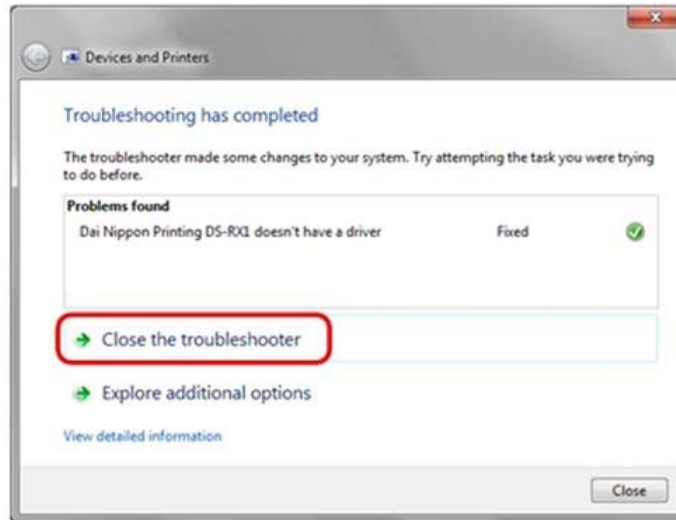 Devices and Printers
Troubleshooting has completed
The troubleshooter made some changes to your system. Try attempting the task you were trying
to do before.
Problems found
Dai Nippon Printing DS-RX1 doesn't have a driver Fixed
Close the troubleshooter
Explore additional options
View detailed information
Close